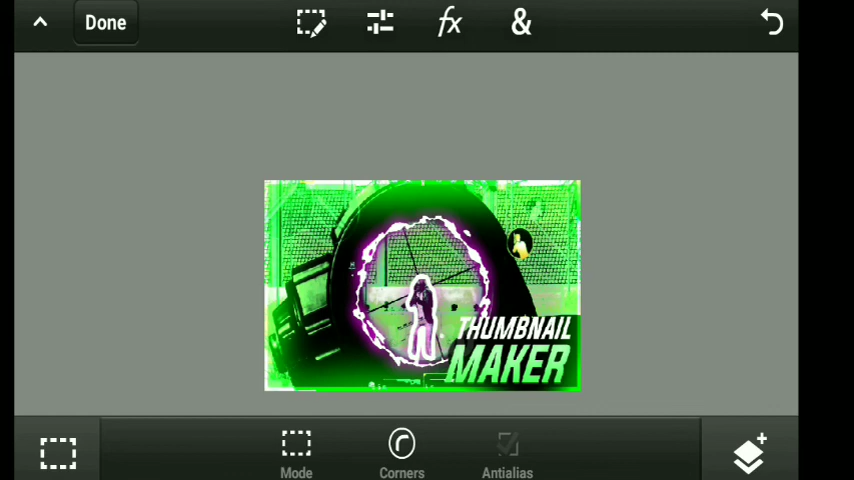 Done
fx
&
THUMBNAIL
MAKER
Mode
Corners
Antialias